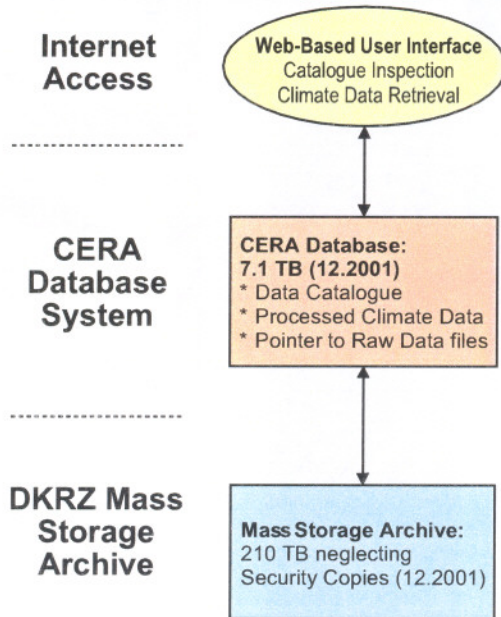 Internet
Access
Web-Based User Interface
Catalogue Inspection
Climate Data Retrieval
CERA
Database
System
CERA Database:
7.1 TB (12.2001)
* Data Catalogue
* Processed Climate Data
* Pointer to Raw Data files
DKRZ Mass
Storage
Archive
Mass Storage Archive:
210 TB neglecting
Security Copies (12.2001)